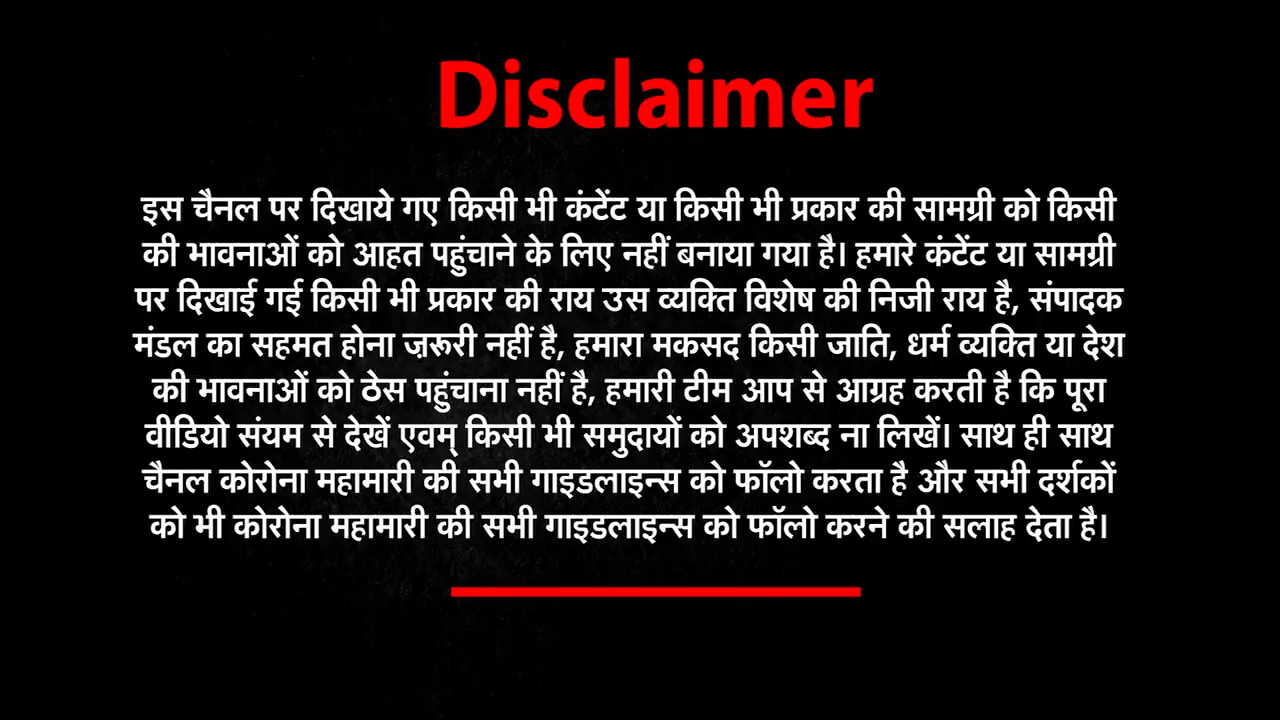 Disclaimer
इस चैनल पर दिखाये गए किसी भी कंटेंट या किसी भी प्रकार की सामग्री को किसी
की भावनाओं को आहत पहुंचाने के लिए नहीं बनाया गया है। हमारे कंटेंट या सामग्री
पर दिखाई गई किसी भी प्रकार की राय उस व्यक्ति विशेष की निजी राय है, संपादक
मंडल का सहमत होना ज़रूरी नहीं है, हमारा मकसद किसी जाति, धर्म व्यक्ति या देश
की भावनाओं को ठेस पहुंचाना नहीं है, हमारी टीम आप से आग्रह करती है कि पूरा
वीडियो संयम से देखें एवम् किसी भी समुदायों को अपशब्द ना लिखें। साथ ही साथ
चैनल कोरोना महामारी की सभी गाइडलाइन्स को फॉलो करता है और सभी दर्शकों
को भी कोरोना महामारी की सभी गाइडलाइन्स को फॉलो करने की सलाह देता है।